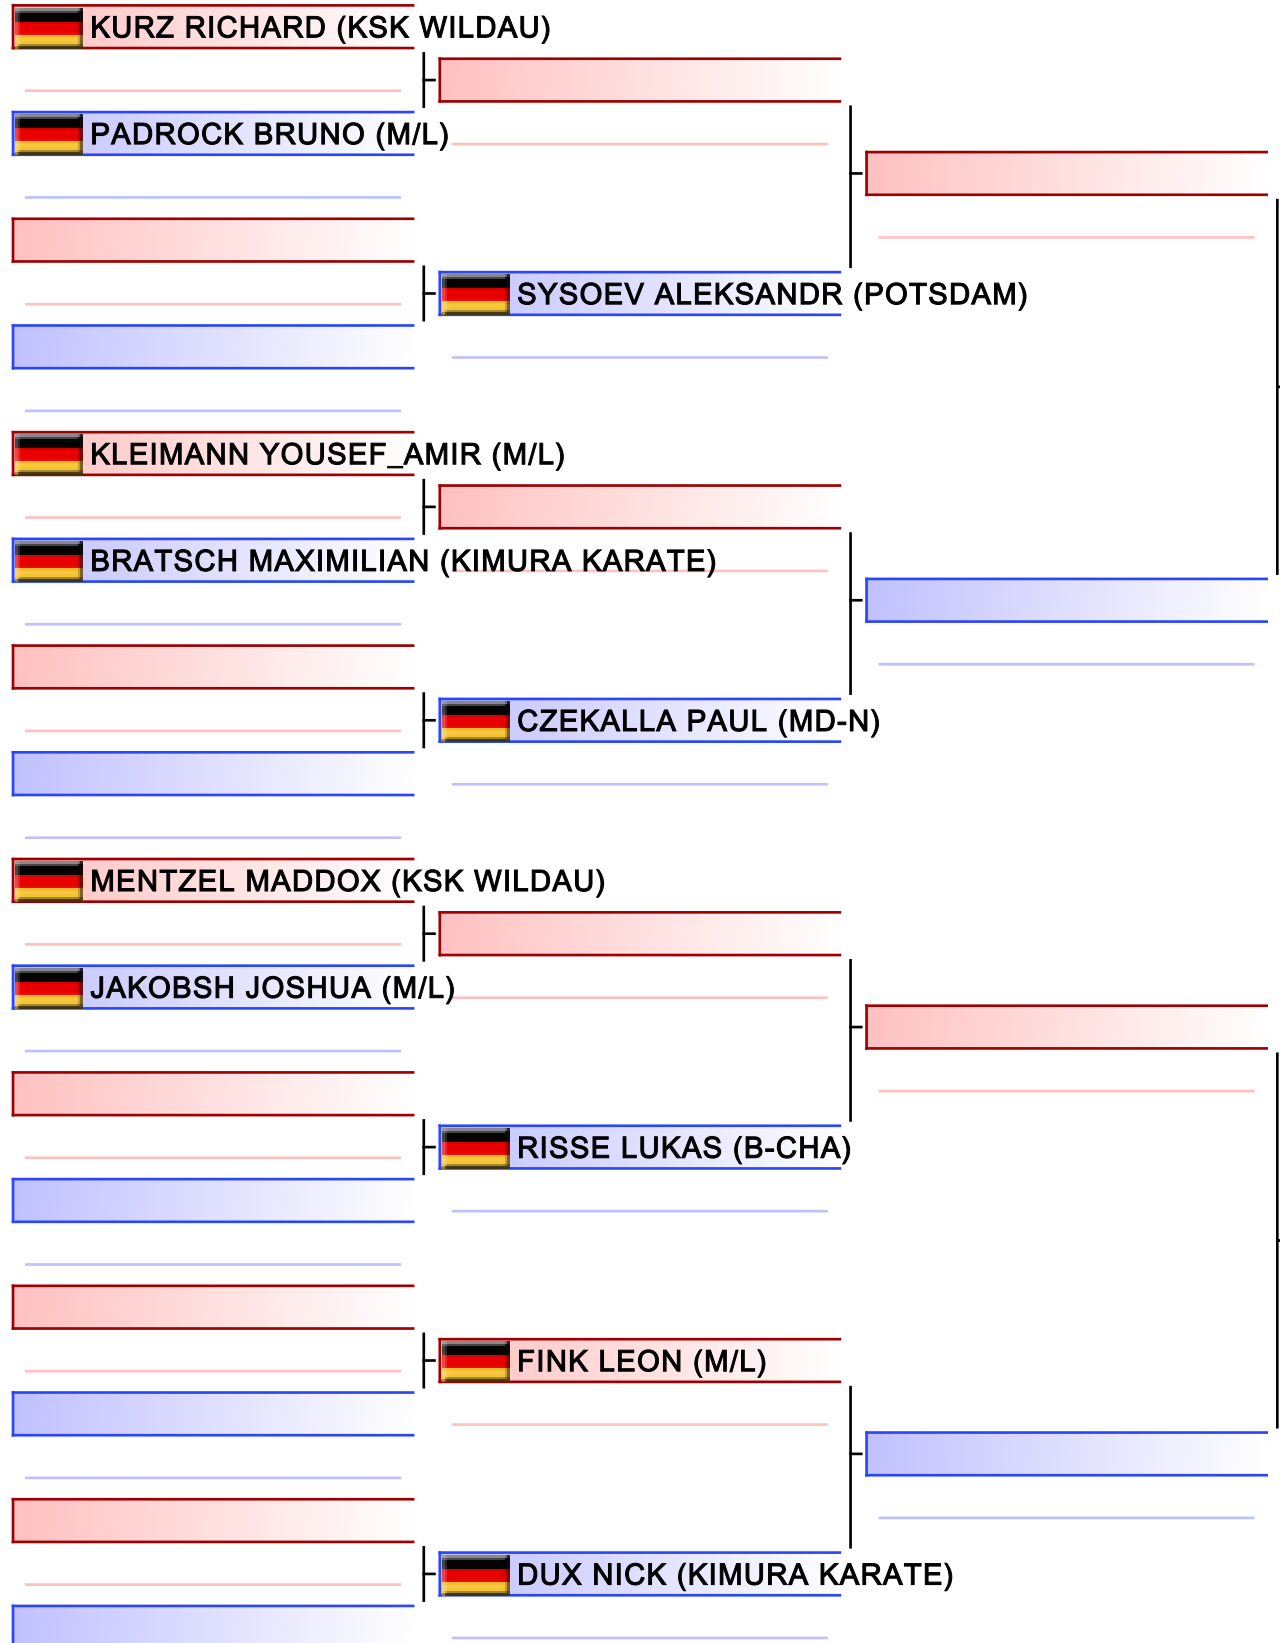 KURZ RICHARD (KSK WILDAU)
PADROCK BRUNO (M/L)
SYSOEV ALEKSANDR (POTSDAM)
KLEIMANN YOUSEF_AMIR (M/L)
BRATSCH MAXIMILIAN (KIMURA KARATE)
CZEKALLA PAUL (MD-N)
MENTZEL MADDOX (KSK WILDAU)
JAKOBSH JOSHUA (M/L)
RISSE LUKAS (B-CHA)
FINK LEON (M/L)
DUX NICK (KIMURA KARATE)